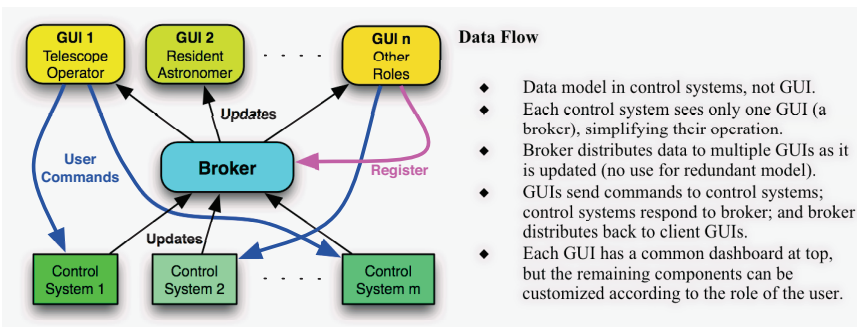 GUI 1
Telescope
Operator
GUI 2
Resident
Astronomer
. . . . .
GUI n
Other
Roles
Updates
User
Commands
Broker
Register
Updates
Control
System 1
Control
System 2
. . . . .
Control
System m
Data Flow
◆ Data model in control systems, not GUI.
◆ Each control system sees only one GUI (a
broker), simplifying their operation.
◆ Broker distributes data to multiple GUIs as it
is updated (no use for redundant model).
◆ GUIs send commands to control systems;
control systems respond to broker; and broker
distributes back to client GUIs.
◆ Each GUI has a common dashboard at top,
but the remaining components can be
customized according to the role of the user.